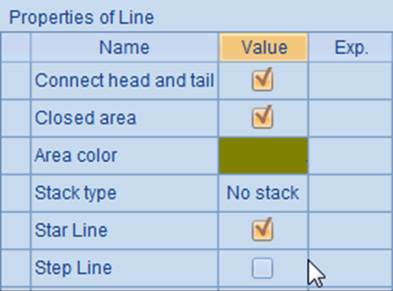 Properties of Line
Name Value Exp.
Connect head and tail
Closed area
Area color
Stack type No stack
Star Line
Step Line